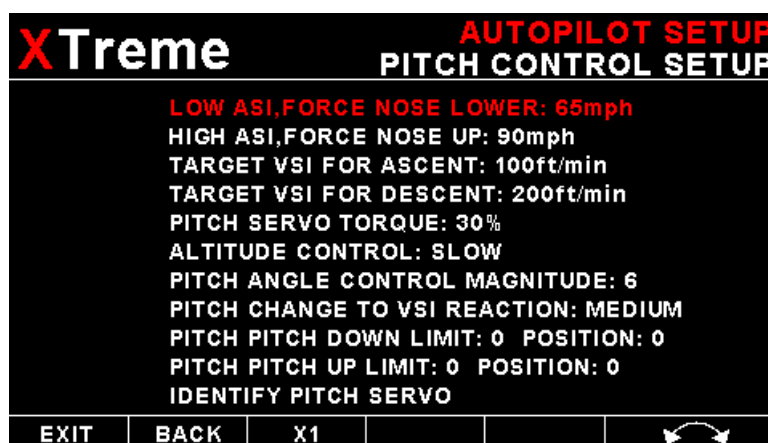 XTreme
AUTOPILOT SETUP
PITCH CONTROL SETUP
LOW ASI,FORCE NOSE LOWER: 65mph
HIGH ASI,FORCE NOSE UP: 90mph
TARGET VSI FOR ASCENT: 100ft/min
TARGET VSI FOR DESCENT: 200ft/min
PITCH SERVO TORQUE: 30%
ALTITUDE CONTROL: SLOW
PITCH ANGLE CONTROL MAGNITUDE: 6
PITCH CHANGE TO VSI REACTION: MEDIUM
PITCH PITCH DOWN LIMIT: 0 POSITION: 0
PITCH PITCH UP LIMIT: 0 POSITION: 0
IDENTIFY PITCH SERVO
EXIT BACK X1